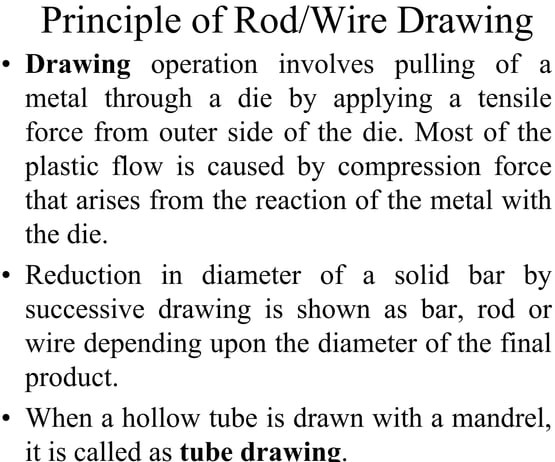 Principle of Rod/Wire Drawing
• Drawing operation involves pulling of a
metal through a die by applying a tensile
force from outer side of the die. Most of the
plastic flow is caused by compression force
that arises from the reaction of the metal with
the die.
• Reduction in diameter of a solid bar by
successive drawing is shown as bar, rod or
wire depending upon the diameter of the final
product.
• When a hollow tube is drawn with a mandrel,
it is called as tube drawing.